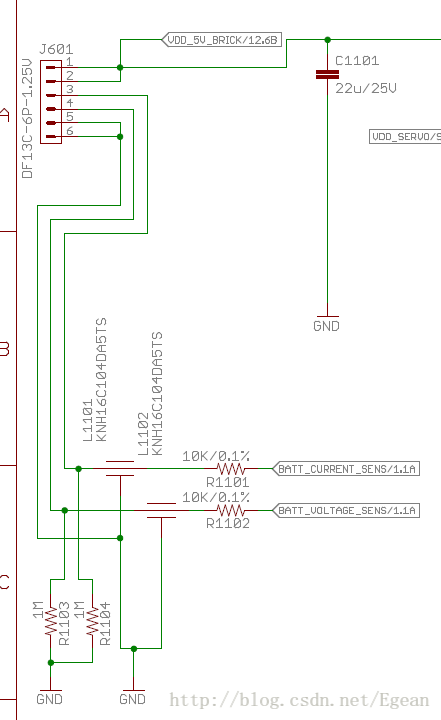 J601
VDD_5V_BRICK/12.6B
1
2
3
4
5
6
DF13C-6P-1.25V
C1101
22u/25V
A
GND
B
L1101
KNH16C104DA5TS
L1102
KNH16C104DA5TS
10K/0.1%
BATT_CURRENT_SENS/1.1A
R1101
10K/0.1%
BATT_VOLTAGE_SENS/1.1A
R1102
C
1M
R1103
1M
R1104
GND
GND
http://blog.csdn.net/Egean